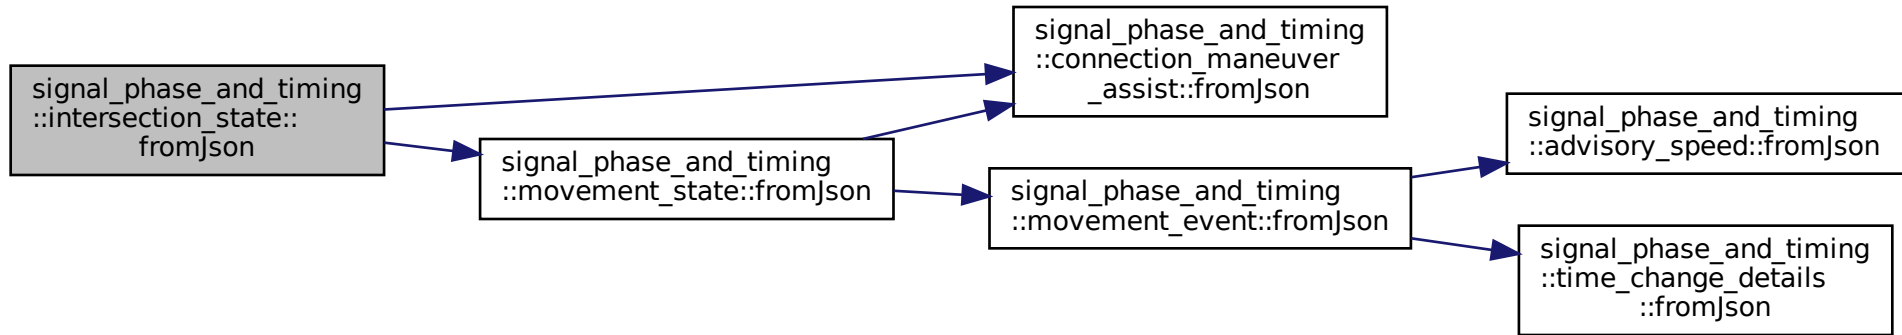 signal_phase_and_timing
::intersection_state::
fromJson
signal_phase_and_timing
::movement_state::fromJson
signal_phase_and_timing
::connection_maneuver
_assist::fromJson
signal_phase_and_timing
::movement_event::fromJson
signal_phase_and_timing
::advisory_speed::fromJson
signal_phase_and_timing
::time_change_details
::fromJson